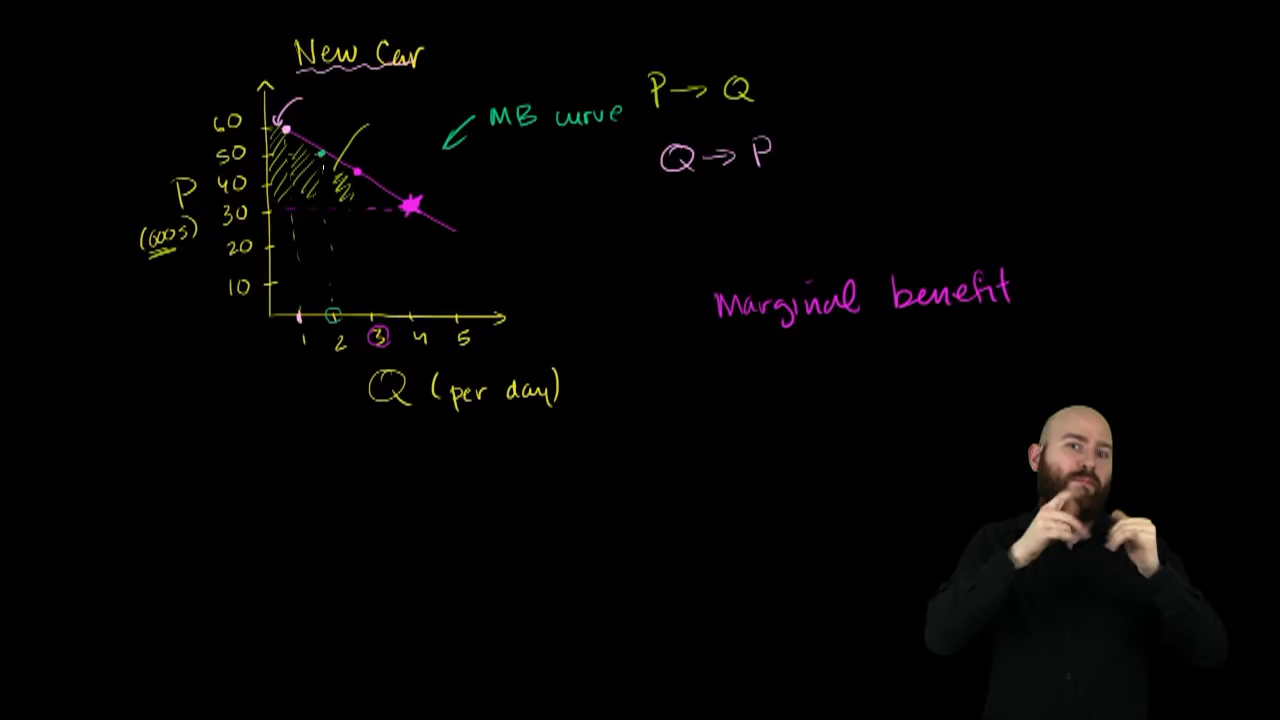 New Car
P → Q
MB curve
Q → P
60
50
40
30
20
10
P
(000s)
Marginal benefit
1 2 3 4 5
Q (per day)